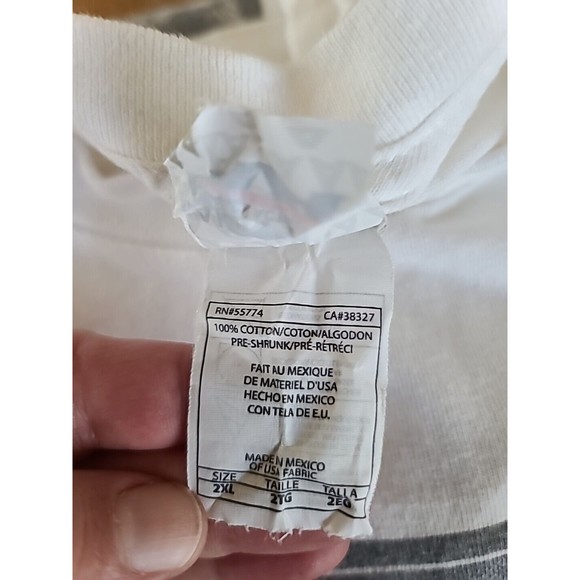 RN#55774 CA#38327
100% COTTON/COTON/ALGODON
PRE-SHRUNK/PRÉ-RÉTRÉCI
FAIT AU MEXIQUE
DE MATERIEL D'USA
HECHO EN MEXICO
CON TELA DE E.U.
MADE IN MEXICO
OF USA FABRIC
SIZE TAILLE TALLA
2XL 2TG 2EG